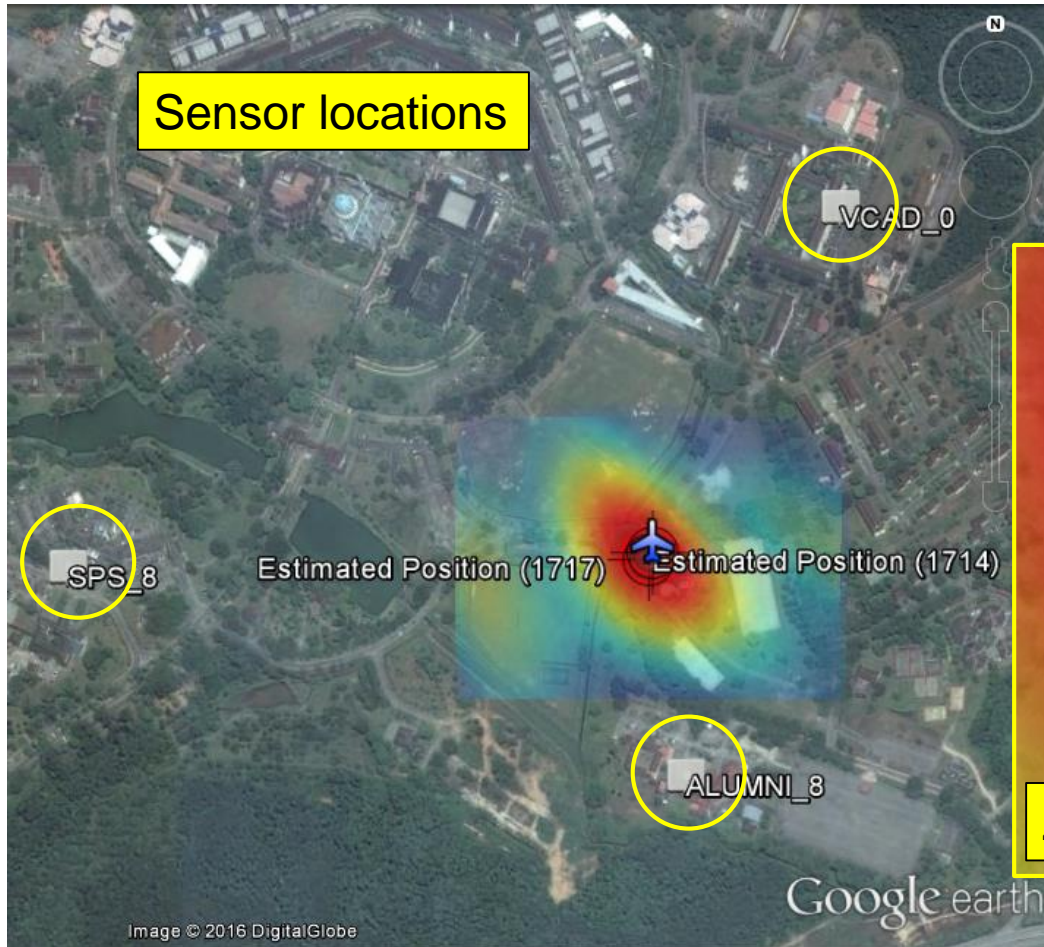 N
Sensor locations
VCAD_0
Estimated Position (1717)
Estimated Position (1714)
SPS_8
ALUMNI_8
Google earth
Image © 2016 DigitalGlobe